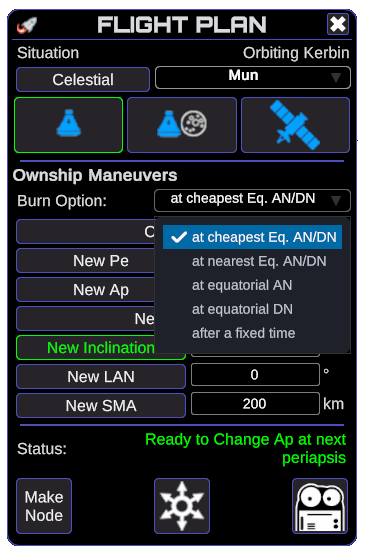 FLIGHT PLAN
Situation Orbiting Kerbin
Celestial Mun
Ownship Maneuvers
Burn Option: at cheapest Eq. AN/DN
at cheapest Eq. AN/DN
New Pe at nearest Eq. AN/DN
New Ap at equatorial AN
Ne at equatorial DN
New Inclination after a fixed time
New LAN 0 °
New SMA 200 km
Status: Ready to Change Ap at next
periapsis
Make
Node